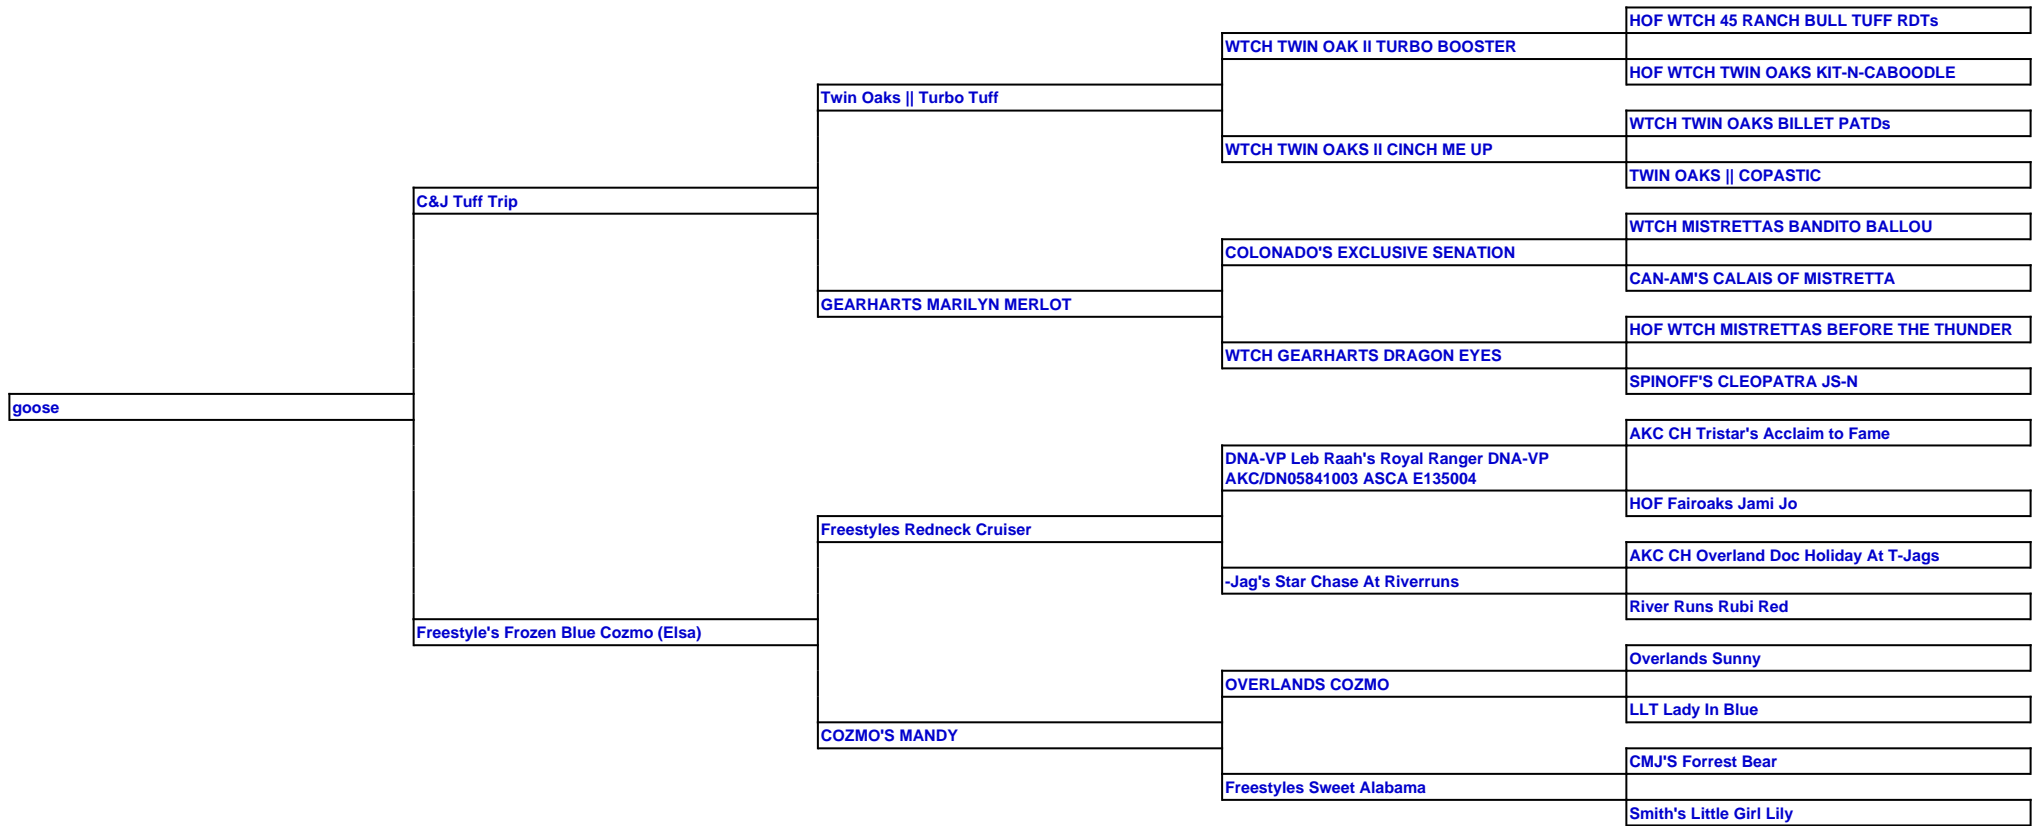 HOF WTCH 45 RANCH BULL TUFF RDTs
WTCH TWIN OAK II TURBO BOOSTER
HOF WTCH TWIN OAKS KIT-N-CABOODLE
Twin Oaks || Turbo Tuff
WTCH TWIN OAKS BILLET PATDs
WTCH TWIN OAKS II CINCH ME UP
TWIN OAKS || COPASTIC
C&J Tuff Trip
WTCH MISTRETTAS BANDITO BALLOU
COLONADO'S EXCLUSIVE SENATION
CAN-AM'S CALAIS OF MISTRETTA
GEARHARTS MARILYN MERLOT
HOF WTCH MISTRETTAS BEFORE THE THUNDER
WTCH GEARHARTS DRAGON EYES
SPINOFF'S CLEOPATRA JS-N
goose
AKC CH Tristar's Acclaim to Fame
DNA-VP Leb Raah's Royal Ranger DNA-VP
AKC/DN05841003 ASCA E135004
HOF Fairoaks Jami Jo
Freestyles Redneck Cruiser
AKC CH Overland Doc Holiday At T-Jags
-Jag's Star Chase At Riverruns
River Runs Rubi Red
Freestyle's Frozen Blue Cozmo (Elsa)
Overlands Sunny
OVERLANDS COZMO
LLT Lady In Blue
COZMO'S MANDY
CMJ'S Forrest Bear
Freestyles Sweet Alabama
Smith's Little Girl Lily